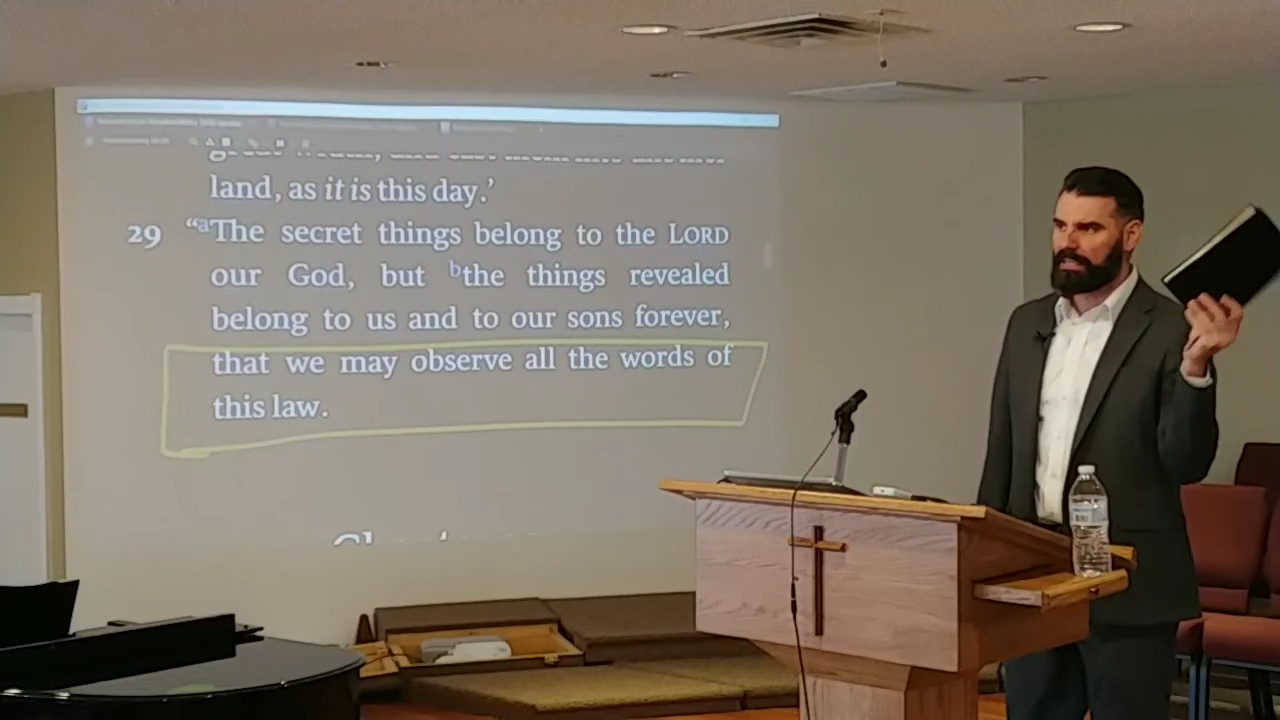 land, as it is this day.’
29 “ᵃThe secret things belong to the LORD
our God, but ᵇthe things revealed
belong to us and to our sons forever,
that we may observe all the words of
this law.